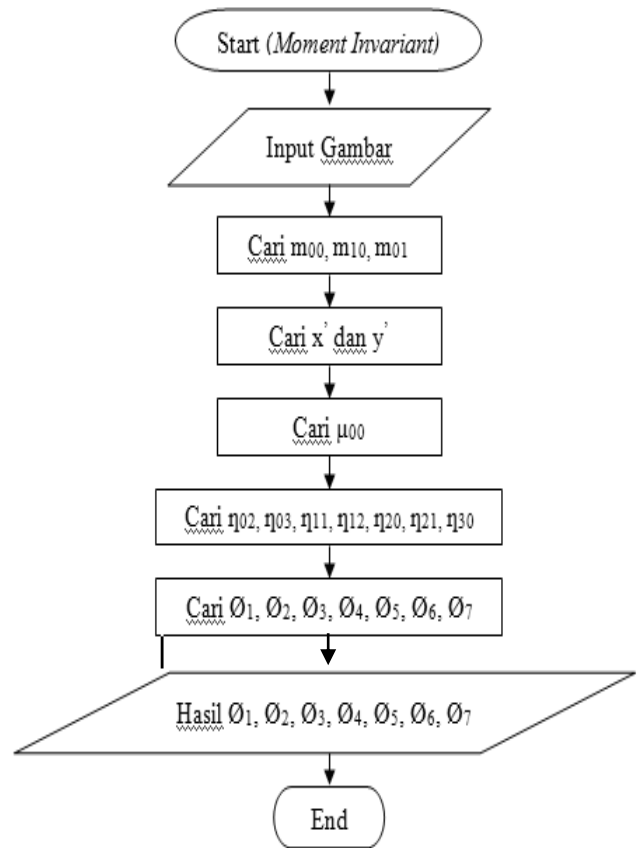 Start (Moment Invariant)
Input Gambar
Cari m00, m10, m01
Cari x' dan y'
Cari μ00
Cari η02, η03, η11, η12, η20, η21, η30
Cari Ø1, Ø2, Ø3, Ø4, Ø5, Ø6, Ø7
Hasil Ø1, Ø2, Ø3, Ø4, Ø5, Ø6, Ø7
End